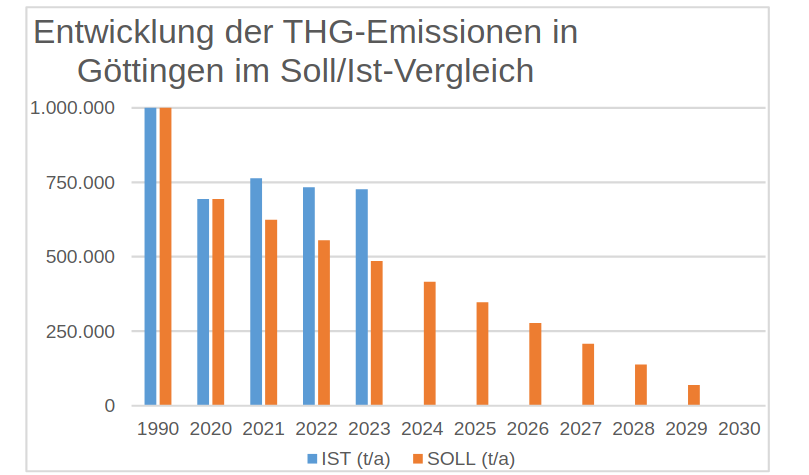 Entwicklung der THG-Emissionen in
Göttingen im Soll/Ist-Vergleich
1.000.000
750.000
500.000
250.000
0
1990 2020 2021 2022 2023 2024 2025 2026 2027 2028 2029 2030
IST (t/a) SOLL (t/a)